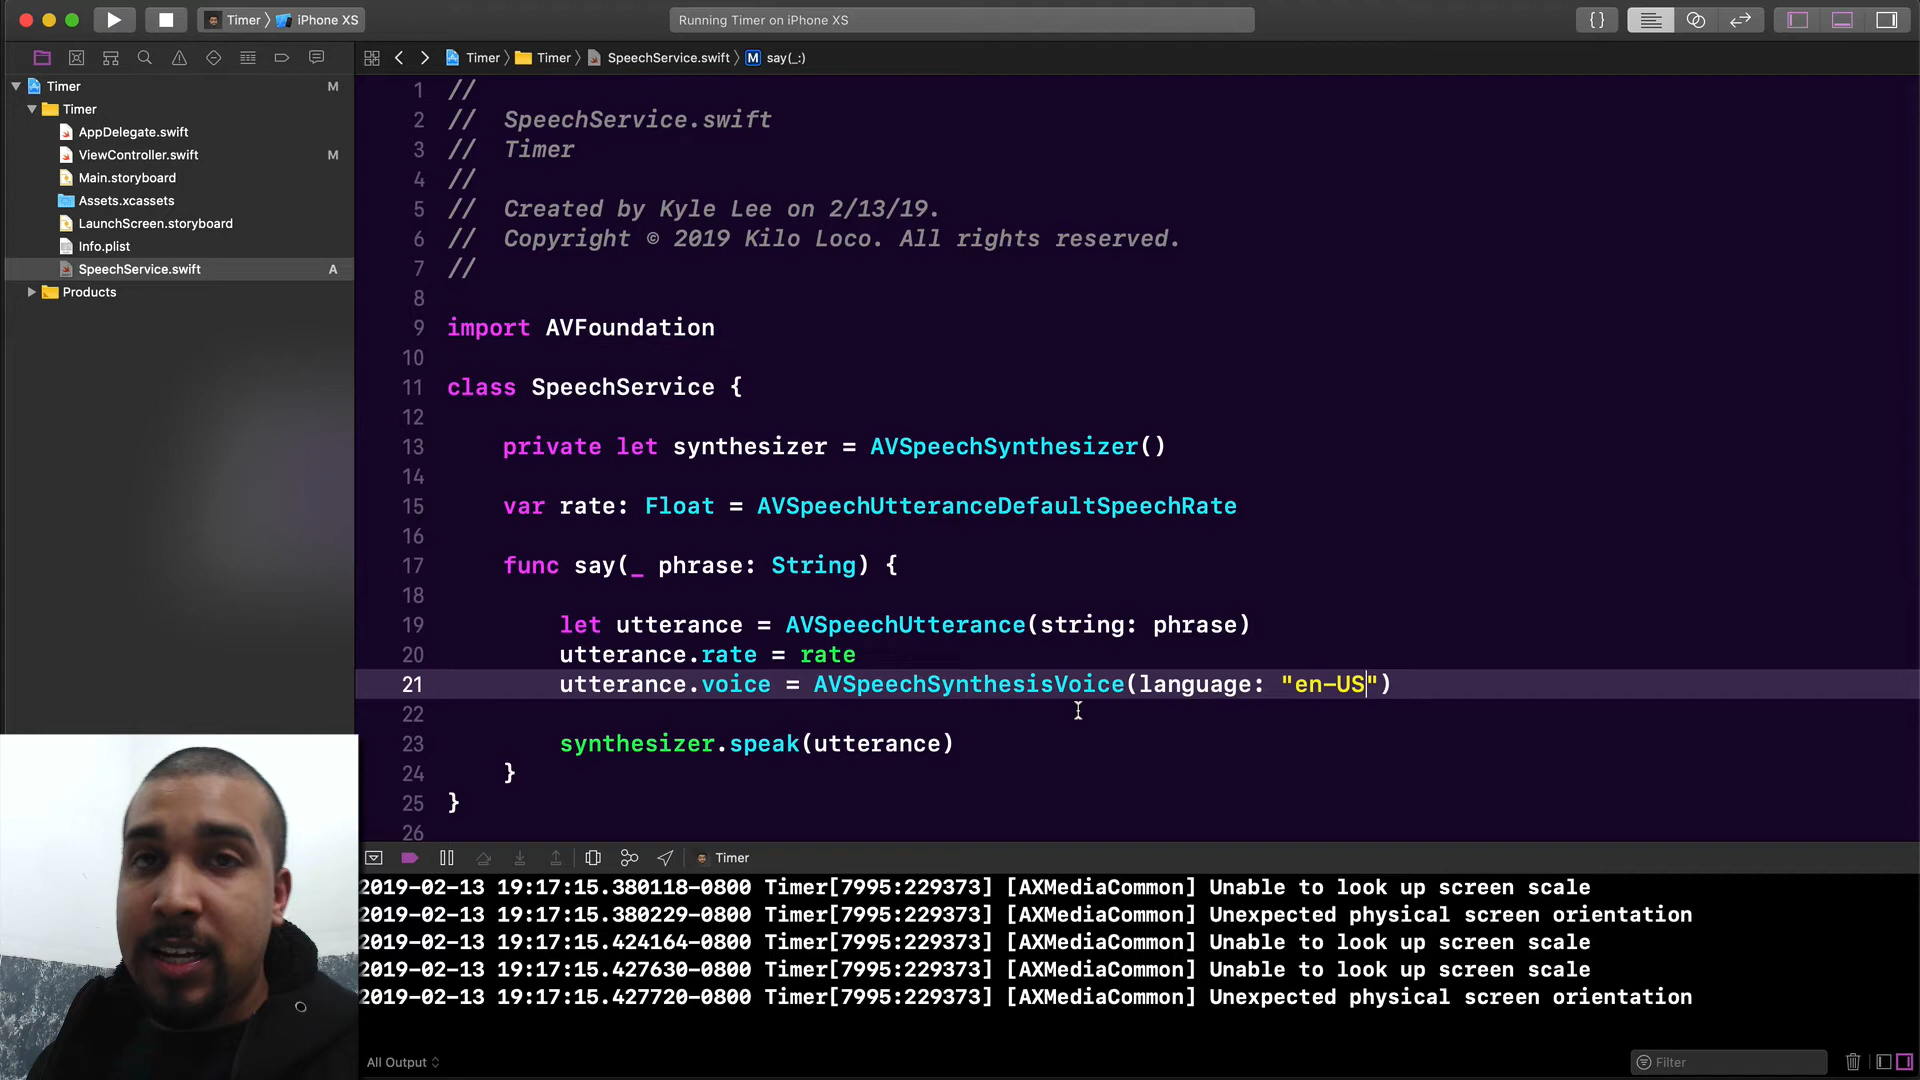 Timer 〉 iPhone XS
Running Timer on iPhone XS
{}
Timer 〉 Timer 〉 SpeechService.swift 〉 M say(_:)
Timer M
Timer
AppDelegate.swift
ViewController.swift M
Main.storyboard
Assets.xcassets
LaunchScreen.storyboard
Info.plist
SpeechService.swift A
Products
1 //
2 //  SpeechService.swift
3 //  Timer
4 //
5 //  Created by Kyle Lee on 2/13/19.
6 //  Copyright © 2019 Kilo Loco. All rights reserved.
7 //
8
9 import AVFoundation
10
11 class SpeechService {
12
13     private let synthesizer = AVSpeechSynthesizer()
14
15     var rate: Float = AVSpeechUtteranceDefaultSpeechRate
16
17     func say(_ phrase: String) {
18
19         let utterance = AVSpeechUtterance(string: phrase)
20         utterance.rate = rate
21         utterance.voice = AVSpeechSynthesisVoice(language: "en-US")
22
23         synthesizer.speak(utterance)
24     }
25 }
26
Timer
2019-02-13 19:17:15.380118-0800 Timer[7995:229373] [AXMediaCommon] Unable to look up screen scale
2019-02-13 19:17:15.380229-0800 Timer[7995:229373] [AXMediaCommon] Unexpected physical screen orientation
2019-02-13 19:17:15.424164-0800 Timer[7995:229373] [AXMediaCommon] Unable to look up screen scale
2019-02-13 19:17:15.427630-0800 Timer[7995:229373] [AXMediaCommon] Unable to look up screen scale
2019-02-13 19:17:15.427720-0800 Timer[7995:229373] [AXMediaCommon] Unexpected physical screen orientation
All Output
Filter